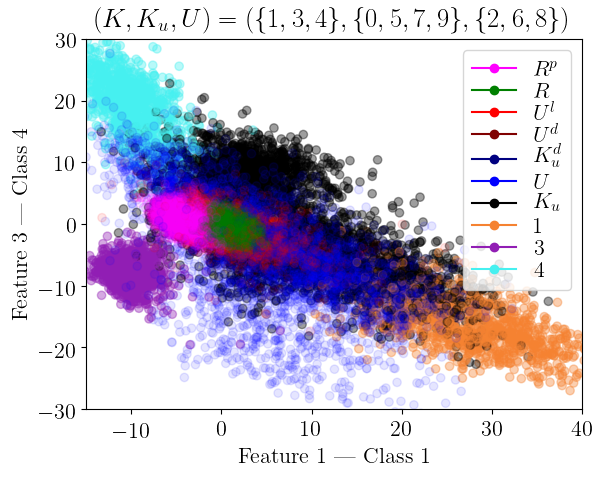 (K, K_u, U) = ({1, 3, 4}, {0, 5, 7, 9}, {2, 6, 8})
30
20
10
0
−10
−20
−30
Feature 3 — Class 4
R^p
R
U^l
U^d
K_u^d
U
K_u
1
3
4
−10
0
10
20
30
40
Feature 1 — Class 1